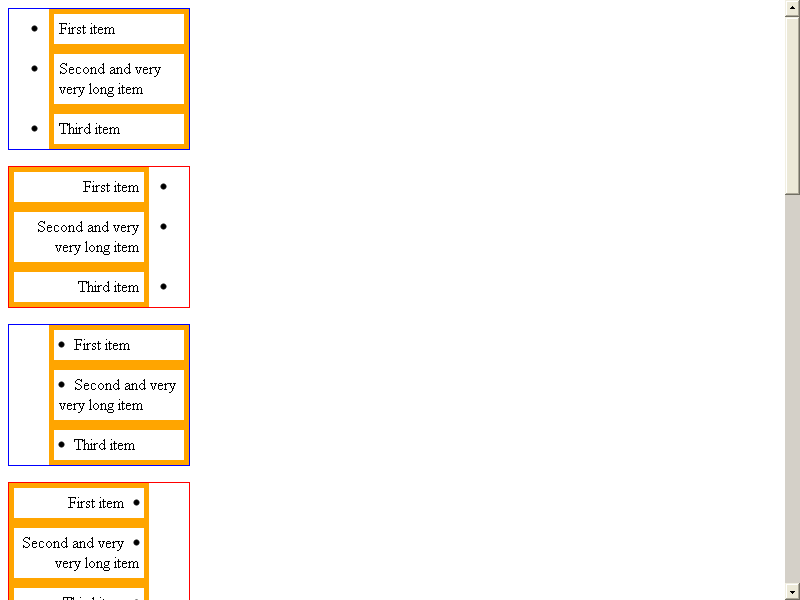 • First item
• Second and very
very long item
• Third item
First item •
Second and very •
very long item
Third item •
• First item
• Second and very
very long item
• Third item
First item •
Second and very •
very long item
Third item •